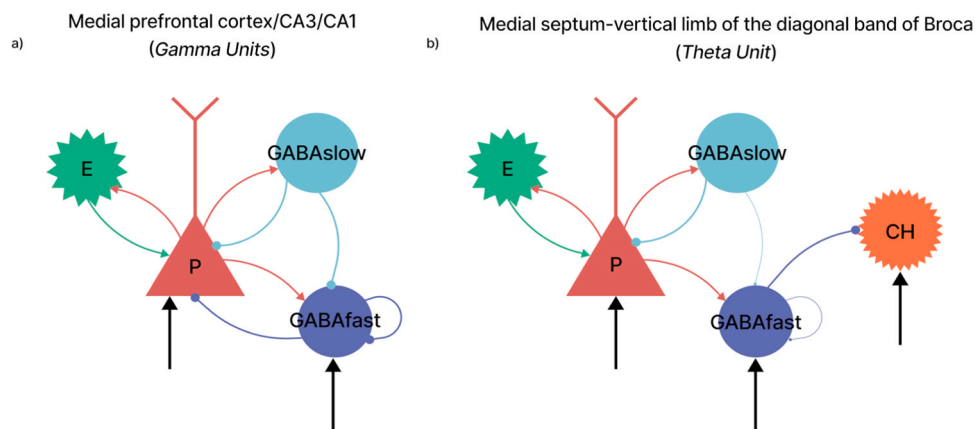 Medial prefrontal cortex/CA3/CA1
a)
(Gamma Units)
E
GABAslow
P
GABAfast
Medial septum-vertical limb of the diagonal band of Broca
b)
(Theta Unit)
E
GABAslow
CH
P
GABAfast